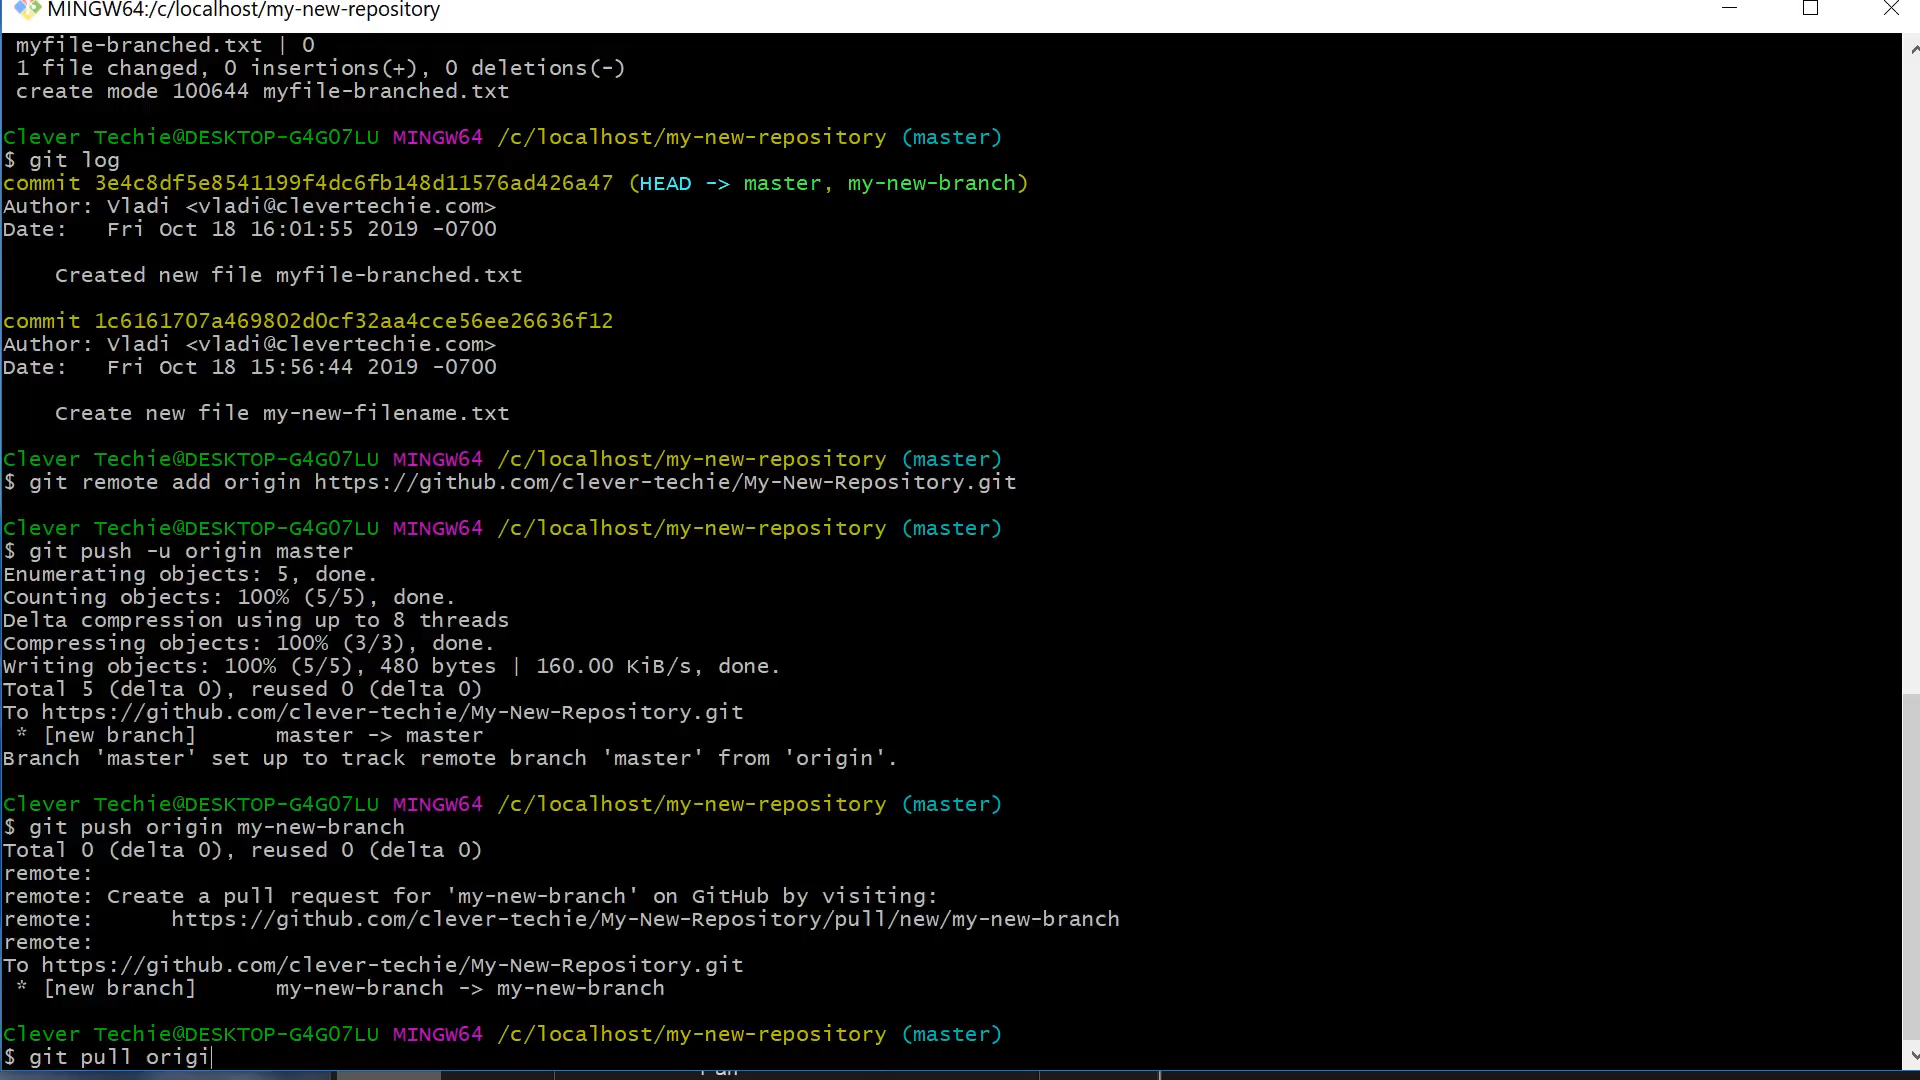 MINGW64:/c/localhost/my-new-repository
myfile-branched.txt | 0
1 file changed, 0 insertions(+), 0 deletions(-)
create mode 100644 myfile-branched.txt
Clever Techie@DESKTOP-G4GO7LU MINGW64 /c/localhost/my-new-repository (master)
$ git log
commit 3e4c8df5e8541199f4dc6fb148d11576ad426a47 (HEAD -> master, my-new-branch)
Author: Vladi <vladi@clevertechie.com>
Date:   Fri Oct 18 16:01:55 2019 -0700
Created new file myfile-branched.txt
commit 1c6161707a469802d0cf32aa4cce56ee26636f12
Author: Vladi <vladi@clevertechie.com>
Date:   Fri Oct 18 15:56:44 2019 -0700
Create new file my-new-filename.txt
Clever Techie@DESKTOP-G4GO7LU MINGW64 /c/localhost/my-new-repository (master)
$ git remote add origin https://github.com/clever-techie/My-New-Repository.git
Clever Techie@DESKTOP-G4GO7LU MINGW64 /c/localhost/my-new-repository (master)
$ git push -u origin master
Enumerating objects: 5, done.
Counting objects: 100% (5/5), done.
Delta compression using up to 8 threads
Compressing objects: 100% (3/3), done.
Writing objects: 100% (5/5), 480 bytes | 160.00 KiB/s, done.
Total 5 (delta 0), reused 0 (delta 0)
To https://github.com/clever-techie/My-New-Repository.git
* [new branch]      master -> master
Branch 'master' set up to track remote branch 'master' from 'origin'.
Clever Techie@DESKTOP-G4GO7LU MINGW64 /c/localhost/my-new-repository (master)
$ git push origin my-new-branch
Total 0 (delta 0), reused 0 (delta 0)
remote:
remote: Create a pull request for 'my-new-branch' on GitHub by visiting:
remote:      https://github.com/clever-techie/My-New-Repository/pull/new/my-new-branch
remote:
To https://github.com/clever-techie/My-New-Repository.git
* [new branch]      my-new-branch -> my-new-branch
Clever Techie@DESKTOP-G4GO7LU MINGW64 /c/localhost/my-new-repository (master)
$ git pull origi